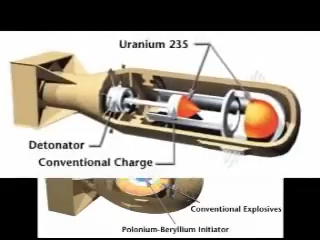 Uranium 235
Detonator
Conventional Charge
Conventional Explosives
Polonium-Beryllium Initiator